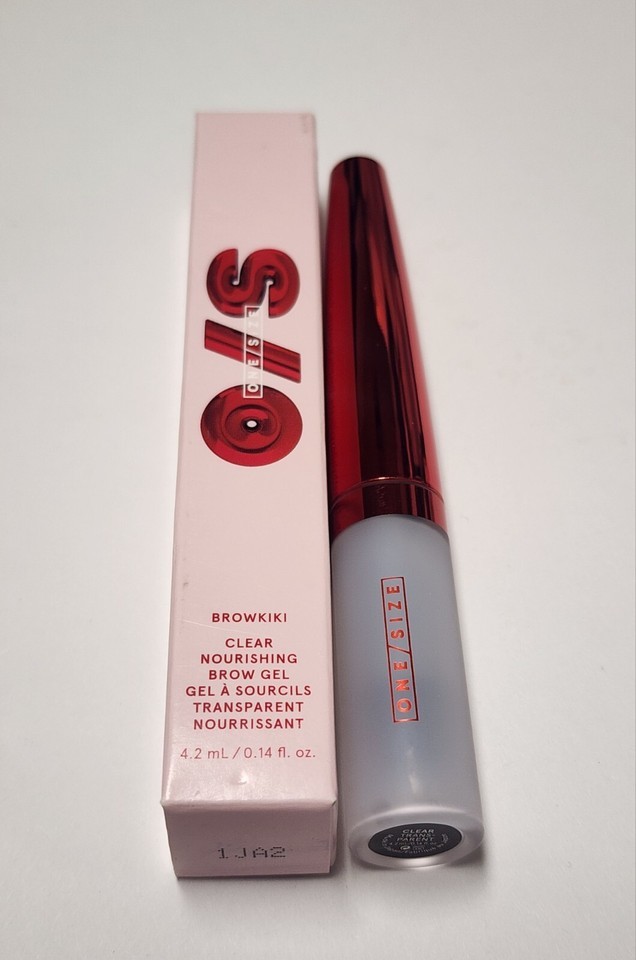 O/S
ONE/SIZE
BROWKIKI
CLEAR
NOURISHING
BROW GEL
GEL À SOURCILS
TRANSPARENT
NOURRISSANT
4.2 mL / 0.14 fl. oz.
1JA2
ONE/SIZE
CLEAR
TRANS-
PARENT